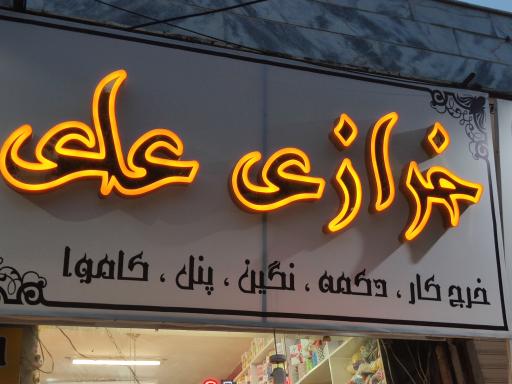 خرازی علی
خرج کار ، دکمه ، نگین ، پنل ، کاموا